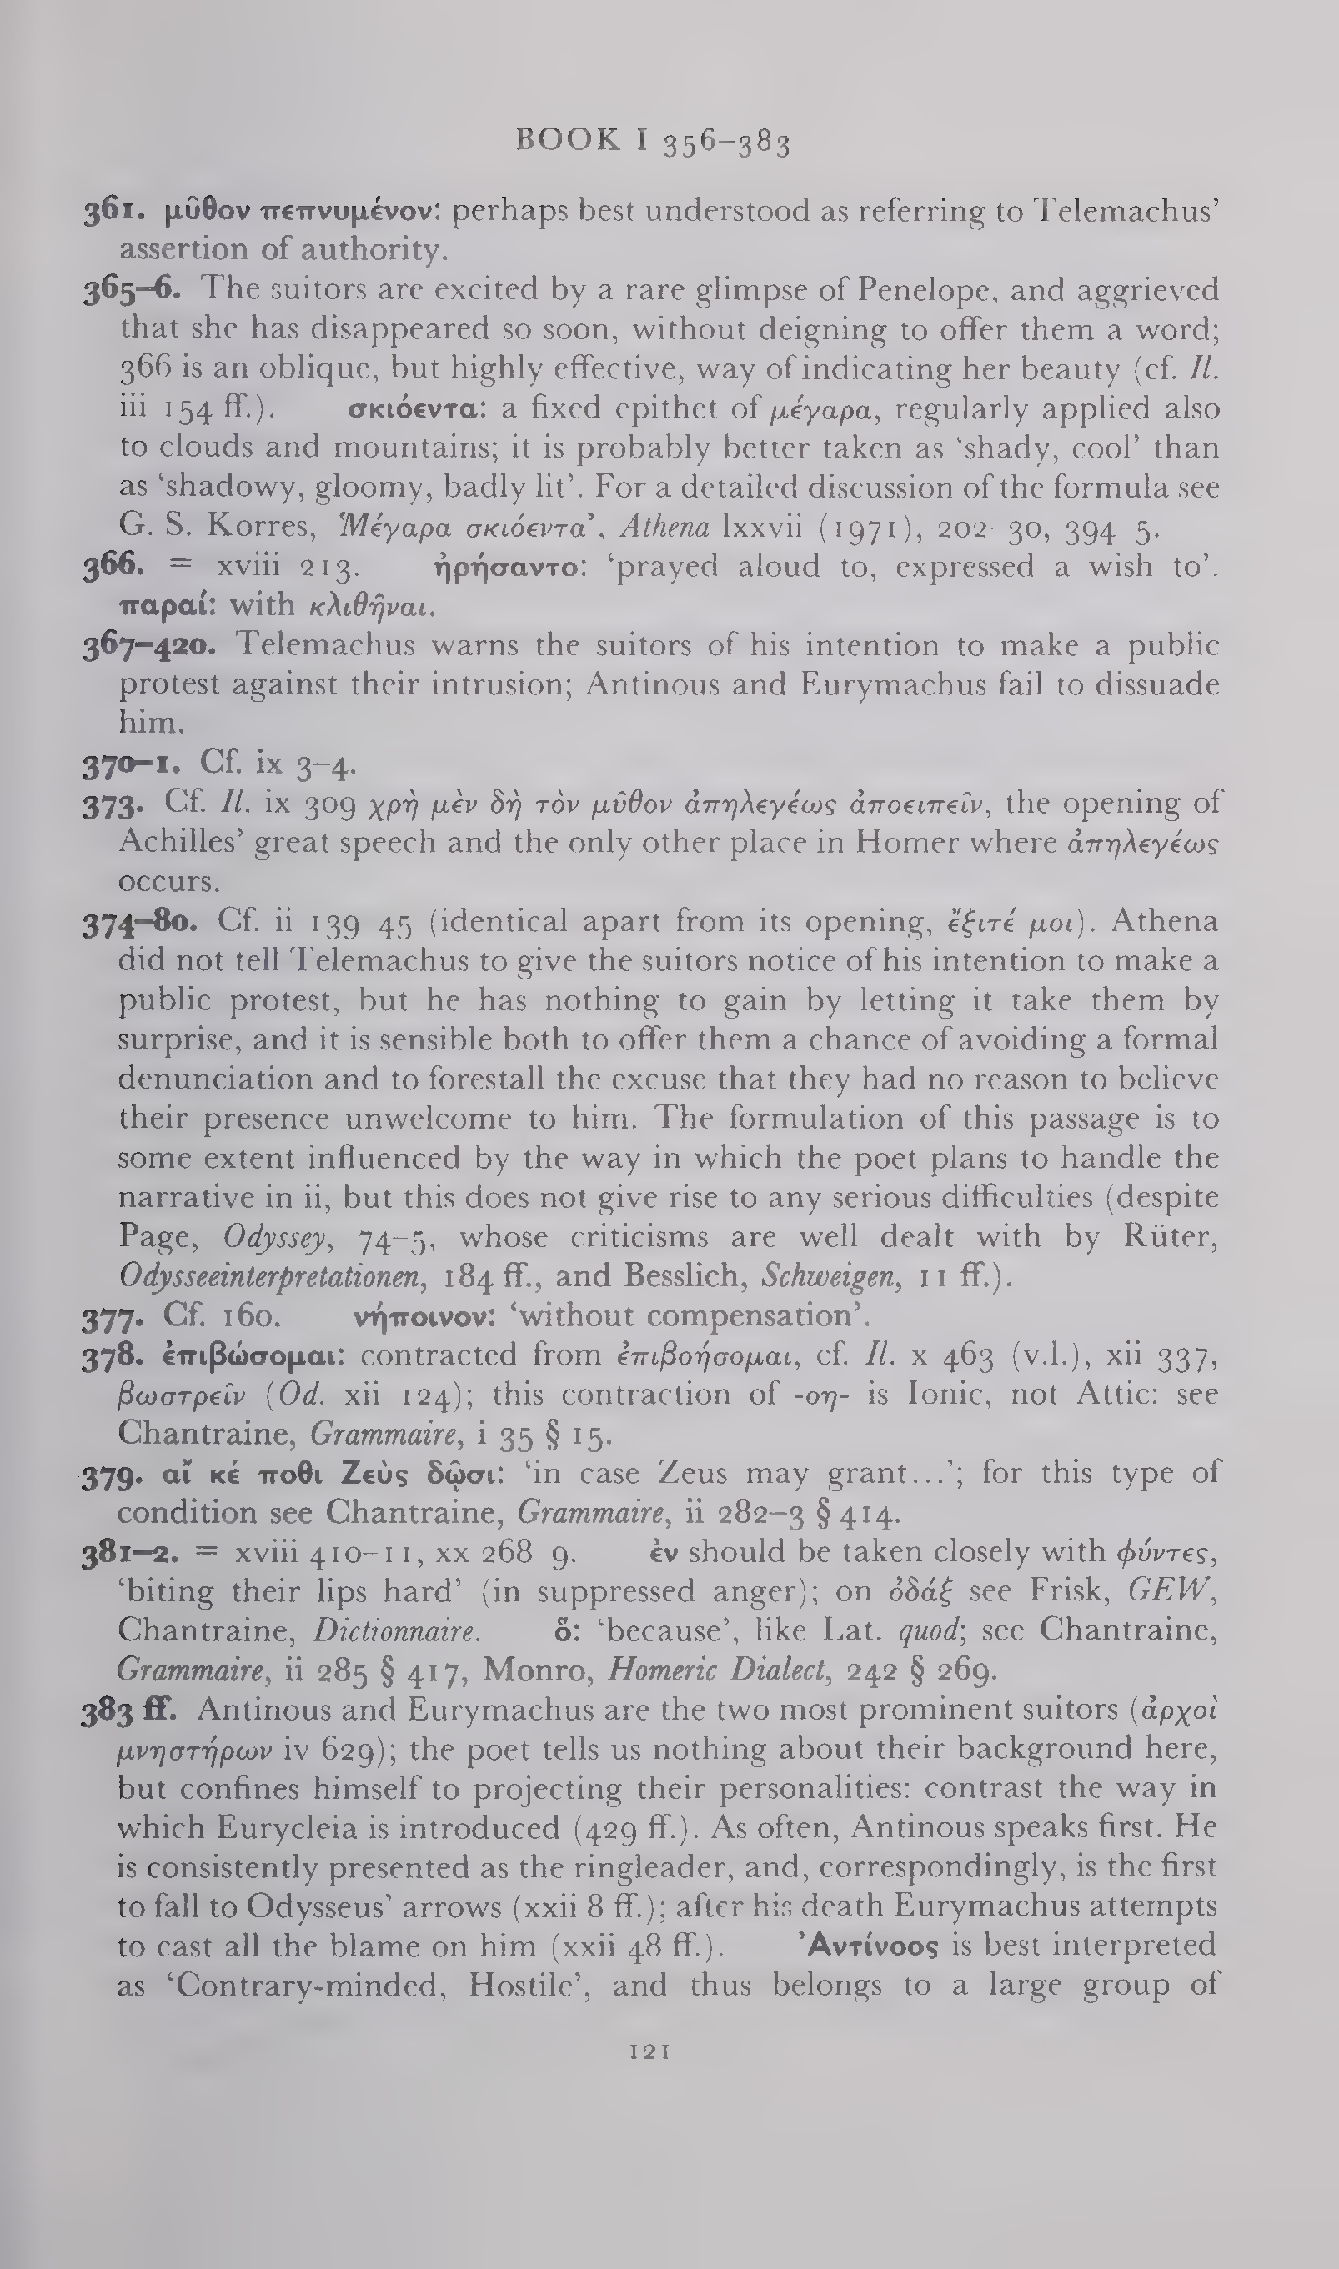 BOOK I 356–383
361. μῦθον πεπνυμένον: perhaps best understood as referring to Telemachus’
assertion of authority.
365–6. The suitors are excited by a rare glimpse of Penelope, and aggrieved
that she has disappeared so soon, without deigning to offer them a word;
366 is an oblique, but highly effective, way of indicating her beauty (cf. Il.
iii 154 ff.). σκιόεντα: a fixed epithet of μέγαρα, regularly applied also
to clouds and mountains; it is probably better taken as ‘shady, cool’ than
as ‘shadowy, gloomy, badly lit’. For a detailed discussion of the formula see
G. S. Korres, ‘Μέγαρα σκιόεντα’, Athena lxxvii (1971), 202–30, 394–5.
366. = xviii 213. ἠρήσαντο: ‘prayed aloud to, expressed a wish to’.
παραί: with κλιθῆναι.
367–420. Telemachus warns the suitors of his intention to make a public
protest against their intrusion; Antinous and Eurymachus fail to dissuade
him.
370–1. Cf. ix 3–4.
373. Cf. Il. ix 309 χρὴ μὲν δὴ τὸν μῦθον ἀπηλεγέως ἀποειπεῖν, the opening of
Achilles’ great speech and the only other place in Homer where ἀπηλεγέως
occurs.
374–80. Cf. ii 139–45 (identical apart from its opening, ἔξιτέ μοι). Athena
did not tell Telemachus to give the suitors notice of his intention to make a
public protest, but he has nothing to gain by letting it take them by
surprise, and it is sensible both to offer them a chance of avoiding a formal
denunciation and to forestall the excuse that they had no reason to believe
their presence unwelcome to him. The formulation of this passage is to
some extent influenced by the way in which the poet plans to handle the
narrative in ii, but this does not give rise to any serious difficulties (despite
Page, Odyssey, 74–5, whose criticisms are well dealt with by Rüter,
Odysseeinterpretationen, 184 ff., and Besslich, Schweigen, 11 ff.).
377. Cf. 160. νήποινον: ‘without compensation’.
378. ἐπιβώσομαι: contracted from ἐπιβοήσομαι, cf. Il. x 463 (v.l.), xii 337,
βωστρεῖν (Od. xii 124); this contraction of -οη- is Ionic, not Attic: see
Chantraine, Grammaire, i 35 § 15.
379. αἴ κέ ποθι Ζεὺς δῷσι: ‘in case Zeus may grant...’; for this type of
condition see Chantraine, Grammaire, ii 282–3 § 414.
381–2. = xviii 410–11, xx 268–9. ἐν should be taken closely with φύντες,
‘biting their lips hard’ (in suppressed anger); on ὀδάξ see Frisk, GEW,
Chantraine, Dictionnaire. ὅ: ‘because’, like Lat. quod; see Chantraine,
Grammaire, ii 285 § 417, Monro, Homeric Dialect, 242 § 269.
383 ff. Antinous and Eurymachus are the two most prominent suitors (ἀρχοὶ
μνηστήρων iv 629); the poet tells us nothing about their background here,
but confines himself to projecting their personalities: contrast the way in
which Eurycleia is introduced (429 ff.). As often, Antinous speaks first. He
is consistently presented as the ringleader, and, correspondingly, is the first
to fall to Odysseus’ arrows (xxii 8 ff.); after his death Eurymachus attempts
to cast all the blame on him (xxii 48 ff.). Ἀντίνοος is best interpreted
as ‘Contrary-minded, Hostile’, and thus belongs to a large group of
121